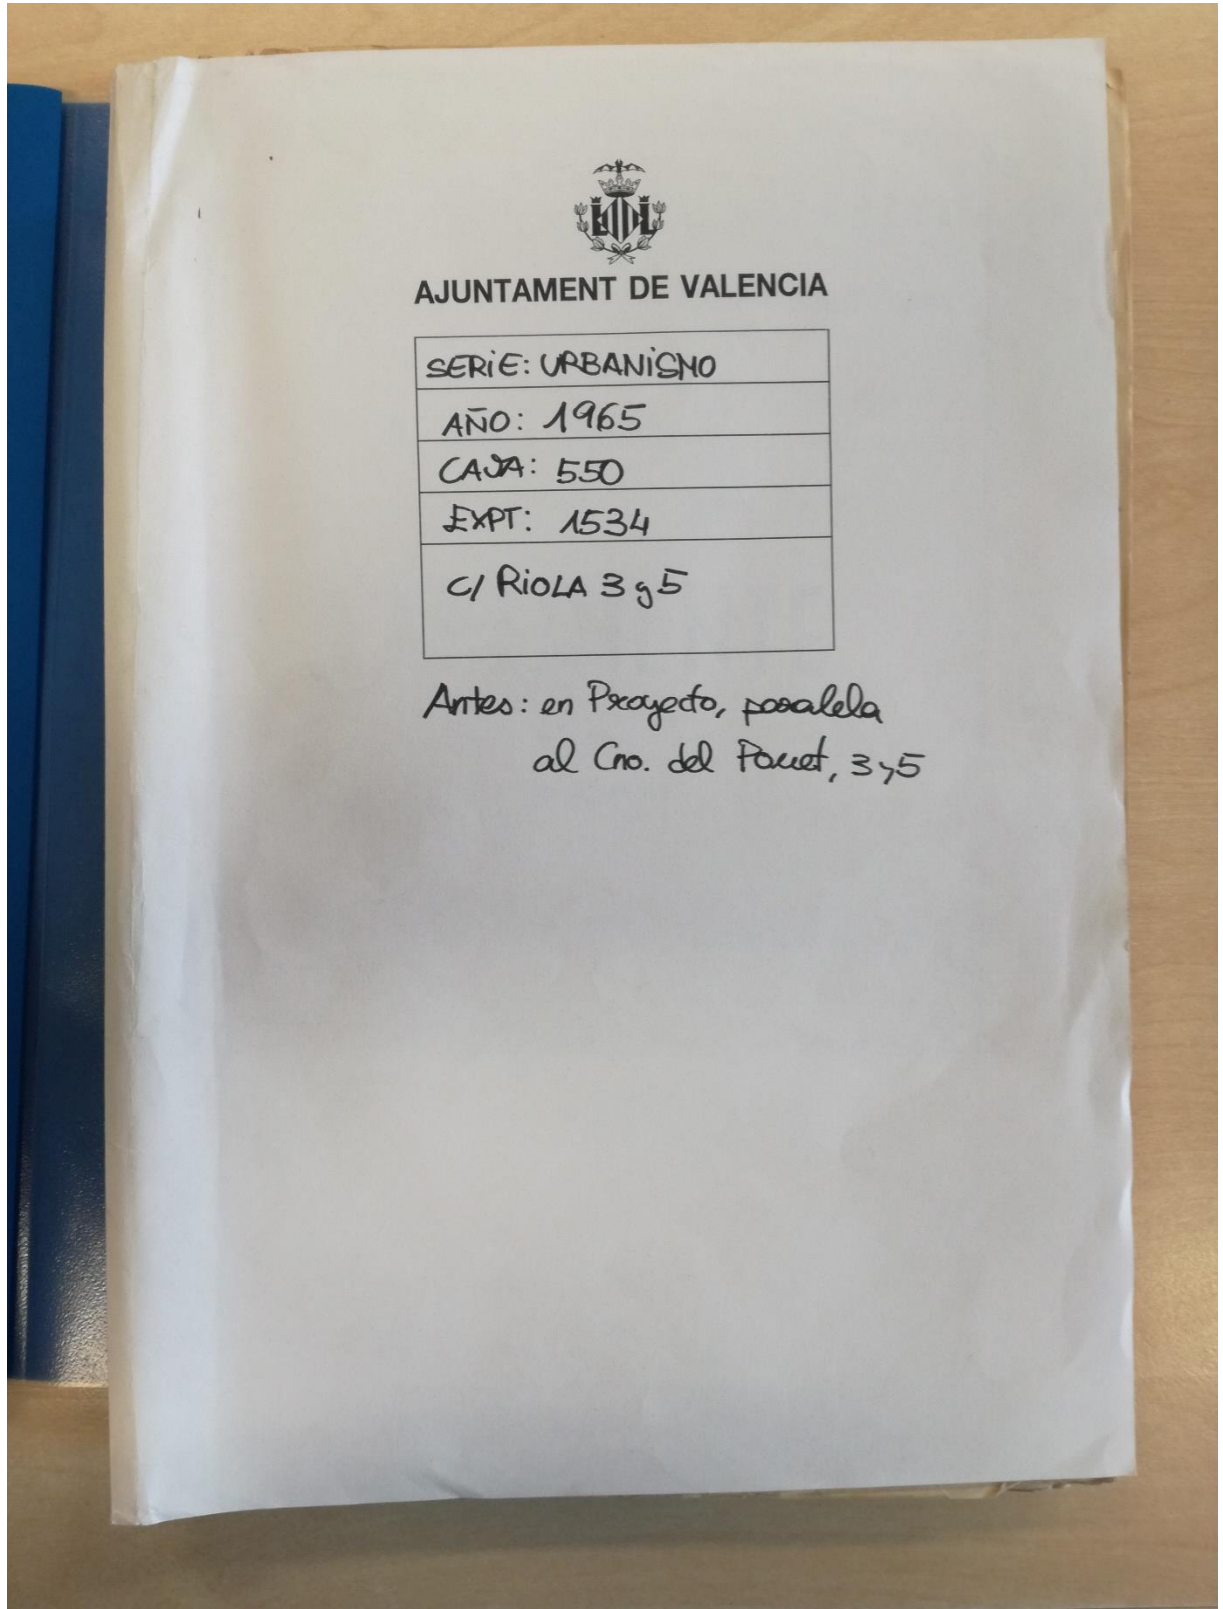 AJUNTAMENT DE VALENCIA
SERiE: URBANiSMO
AÑO: 1965
CAJA: 550
EXPT: 1534
C/ RiOLA 3 y 5
Antes: en Proyecto, paralela
al Cno. del Pouet, 3 y 5